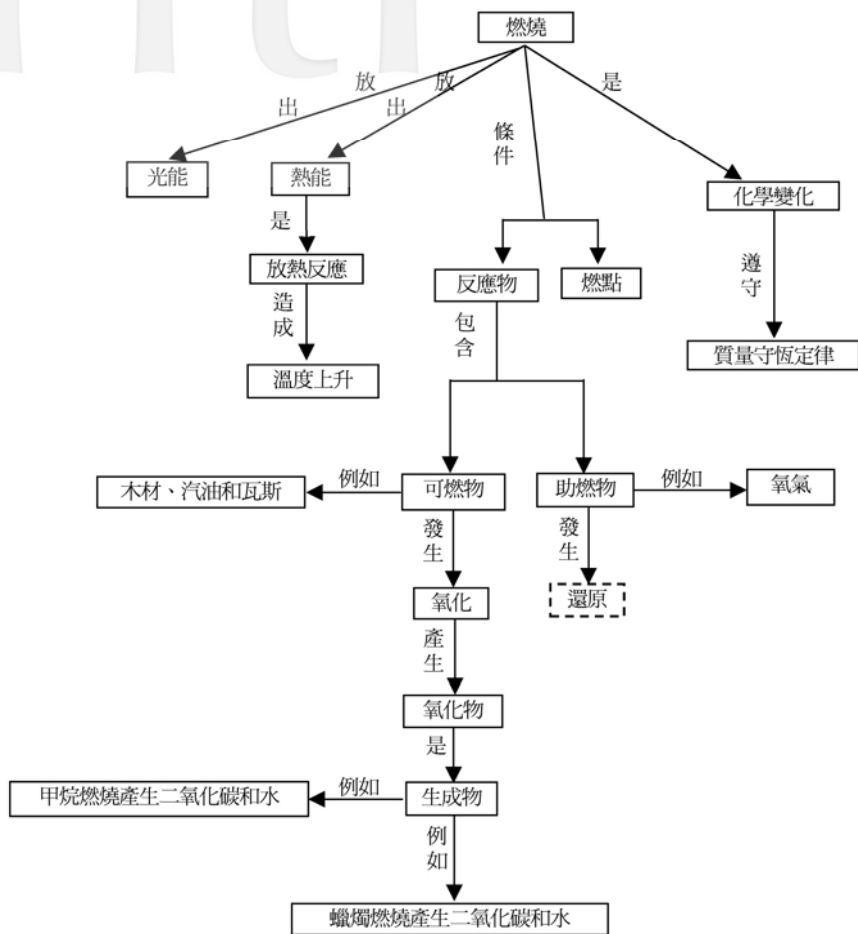 燃燒
放出
放出
條件
是
光能
熱能
化學變化
是
遵守
放熱反應
反應物
燃點
造成
包含
質量守恆定律
溫度上升
木材、汽油和瓦斯
例如
可燃物
助燃物
例如
氧氣
發生
發生
氧化
還原
產生
氧化物
是
甲烷燃燒產生二氧化碳和水
例如
生成物
例如
蠟燭燃燒產生二氧化碳和水